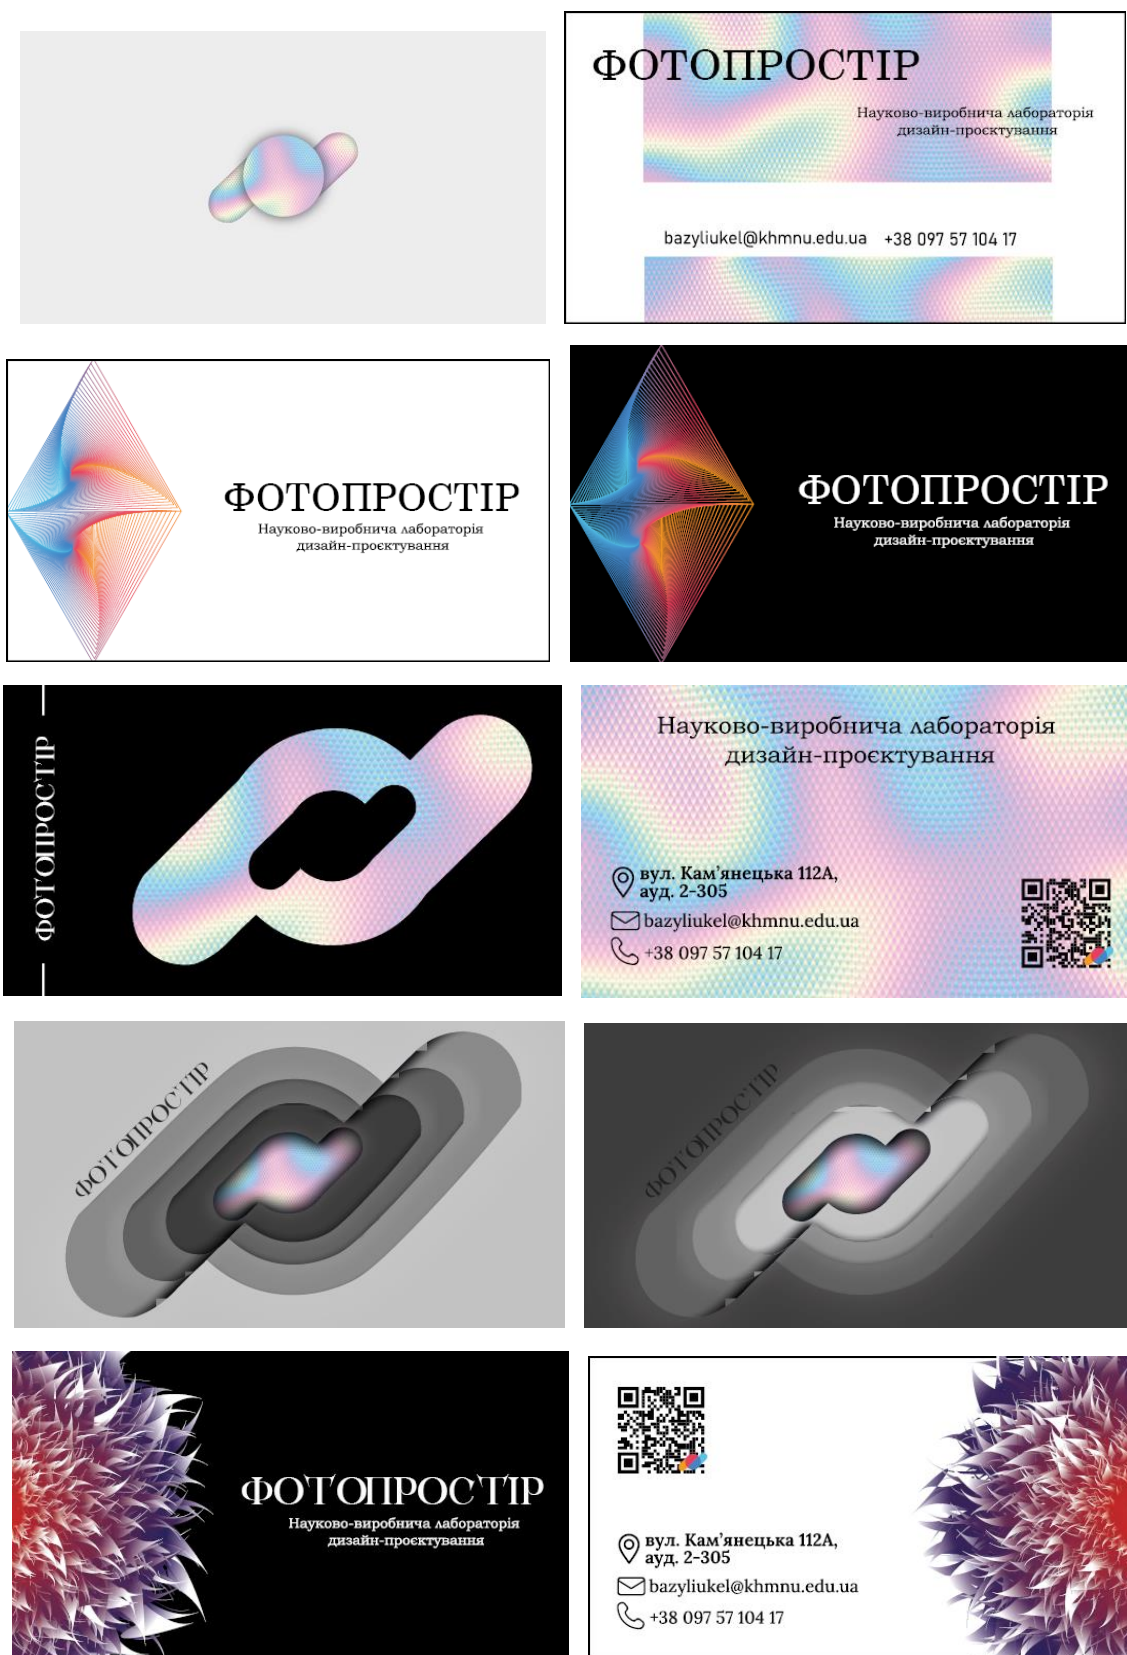 ФОТОПРОСТІР
Науково-виробнича лабораторія
дизайн-проєктування
bazyliukel@khmnu.edu.ua +38 097 57 104 17
ФОТОПРОСТІР
Науково-виробнича лабораторія
дизайн-проєктування
ФОТОПРОСТІР
Науково-виробнича лабораторія
дизайн-проєктування
ФОТОПРОСТІР
Науково-виробнича лабораторія
дизайн-проєктування
вул. Кам’янецька 112А,
ауд. 2-305
bazyliukel@khmnu.edu.ua
+38 097 57 104 17
ФОТОПРОСТІР
ФОТОПРОСТІР
ФОТОПРОСТІР
Науково-виробнича лабораторія
дизайн-проєктування
вул. Кам’янецька 112А,
ауд. 2-305
bazyliukel@khmnu.edu.ua
+38 097 57 104 17